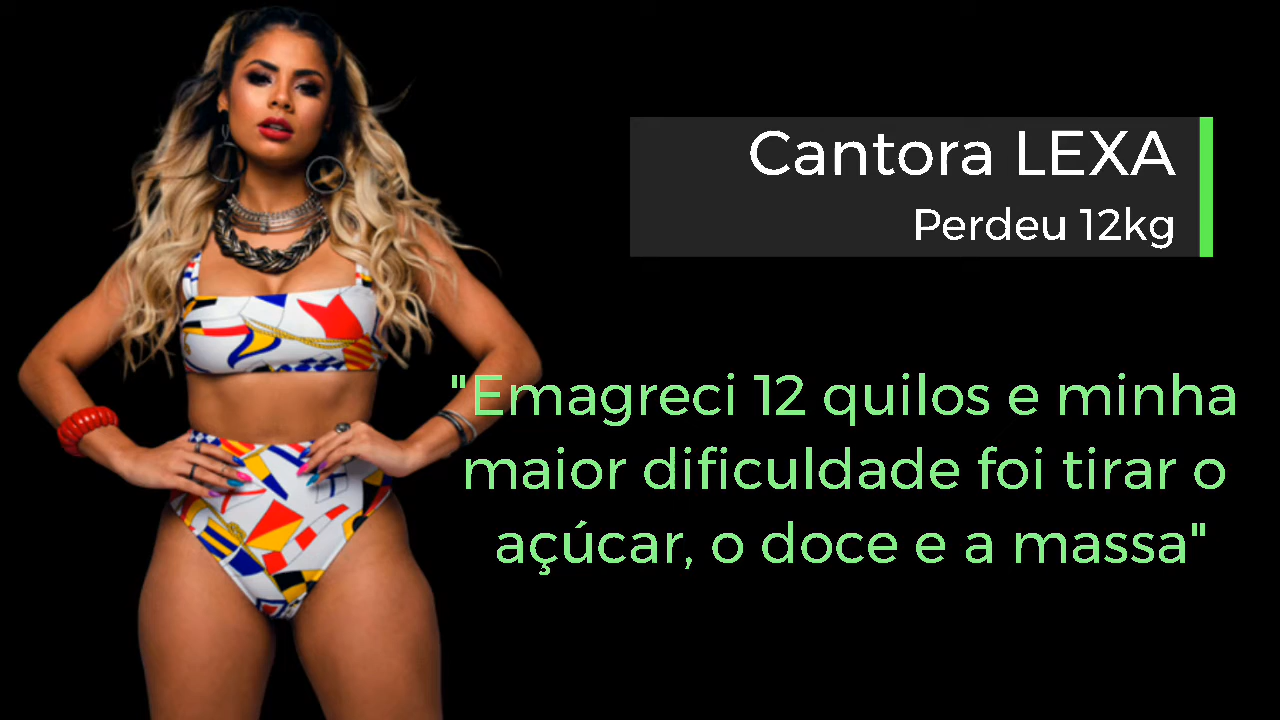 Cantora LEXA
Perdeu 12kg
"Emagreci 12 quilos e minha
maior dificuldade foi tirar o
açúcar, o doce e a massa"